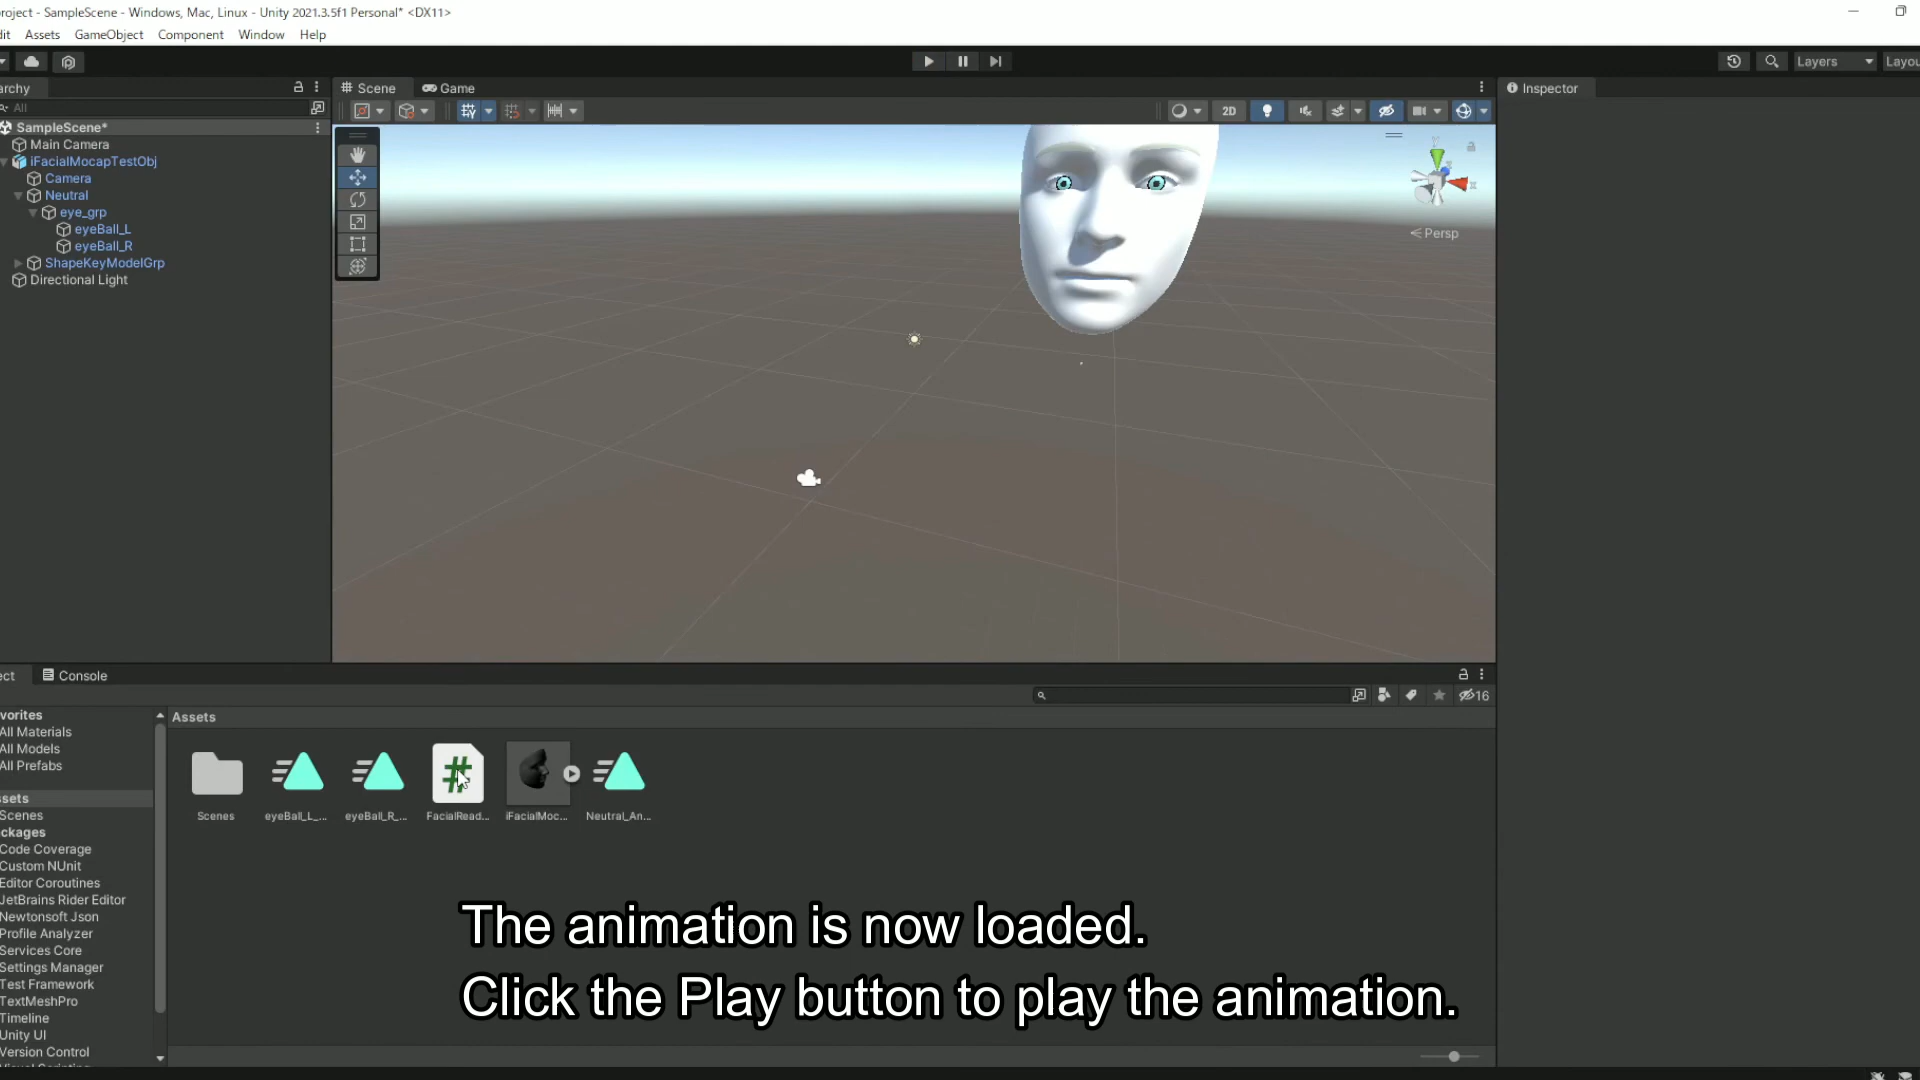 roject - SampleScene - Windows, Mac, Linux - Unity 2021.3.5f1 Personal* <DX11>
dit Assets GameObject Component Window Help
Layers
Layou
archy
All
SampleScene*
Main Camera
iFacialMocapTestObj
Camera
Neutral
eye_grp
eyeBall_L
eyeBall_R
ShapeKeyModelGrp
Directional Light
Scene
Game
2D
Y
x
z
Persp
Inspector
ect
Console
16
vorites
All Materials
All Models
All Prefabs
sets
Scenes
ckages
Code Coverage
Custom NUnit
Editor Coroutines
JetBrains Rider Editor
Newtonsoft Json
Profile Analyzer
Services Core
Settings Manager
Test Framework
TextMeshPro
Timeline
Unity UI
Version Control
Assets
#
Scenes
eyeBall_L_...
eyeBall_R_...
FacialRead...
iFacialMoc...
Neutral_An...
The animation is now loaded.
Click the Play button to play the animation.